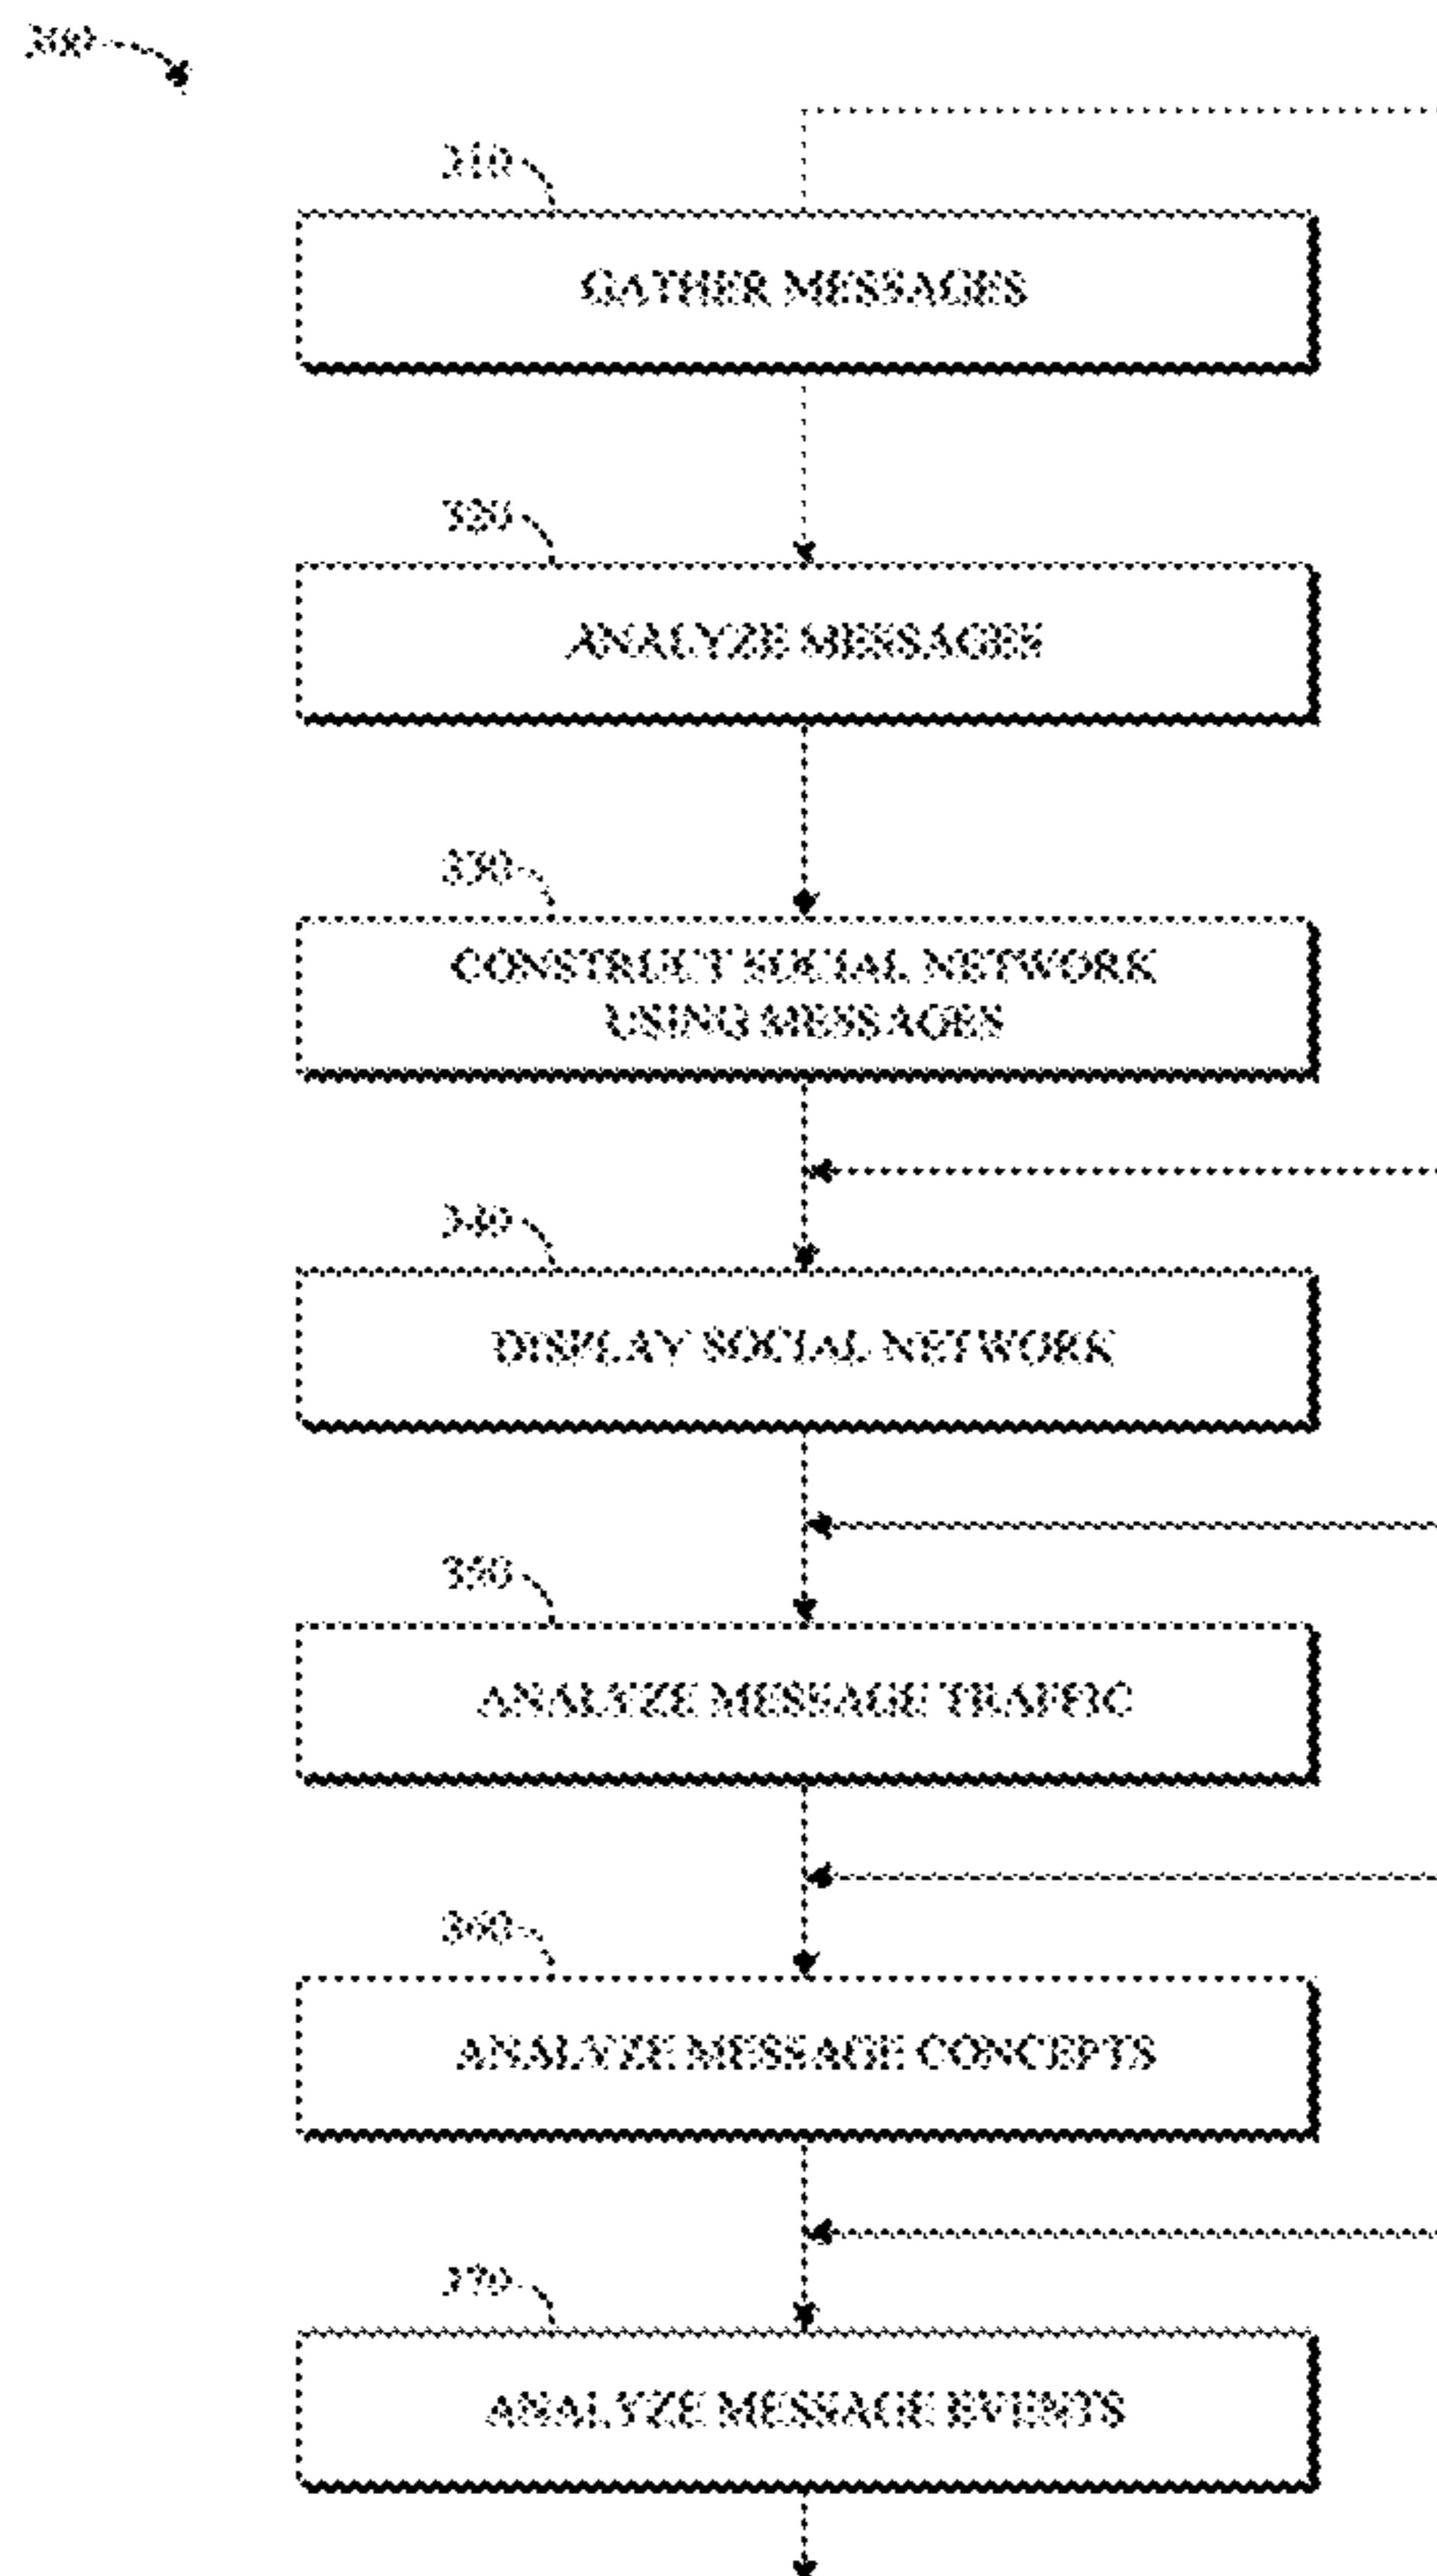 300
310
GATHER MESSAGES
320
ANALYZE MESSAGES
330
CONSTRUCT SOCIAL NETWORK
USING MESSAGES
340
DISPLAY SOCIAL NETWORK
350
ANALYZE MESSAGE TRAFFIC
360
ANALYZE MESSAGE CONCEPTS
370
ANALYZE MESSAGE EVENTS